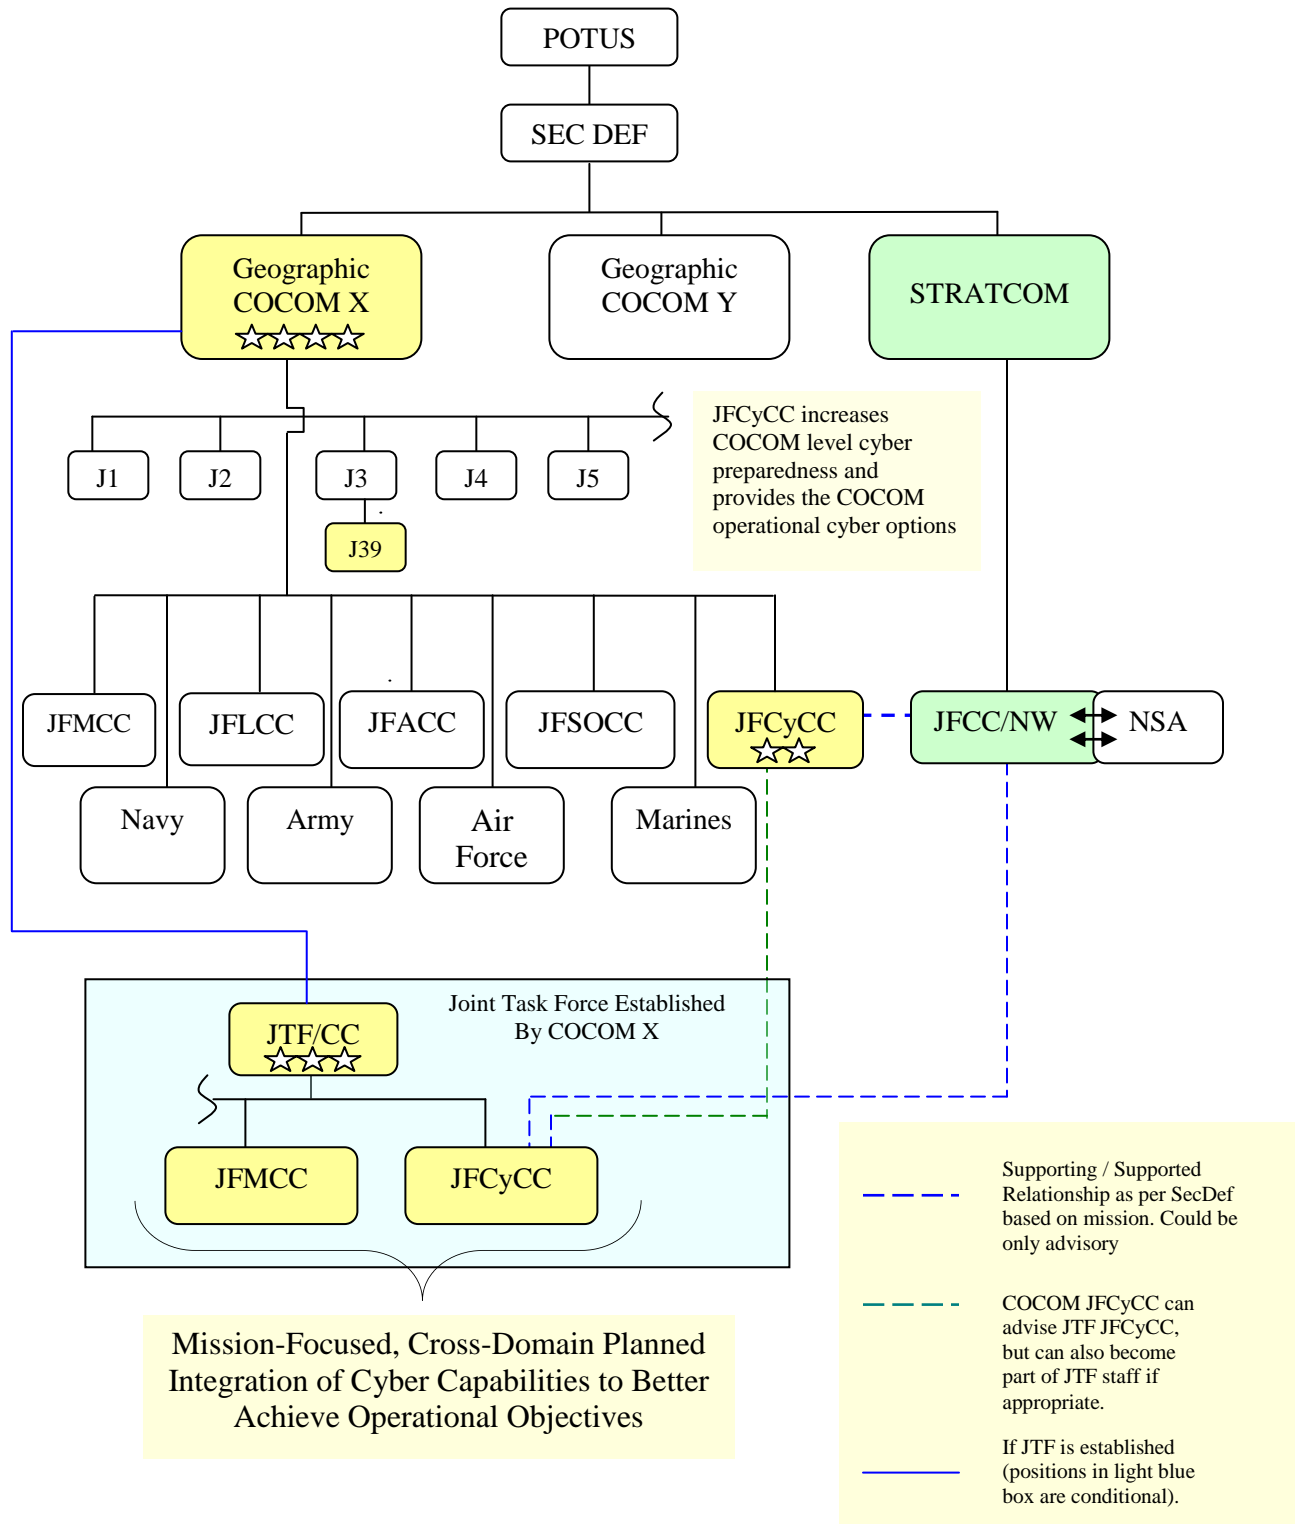 POTUS
SEC DEF
Geographic
COCOM X
Geographic
COCOM Y
STRATCOM
JFCyCC increases
COCOM level cyber
preparedness and
provides the COCOM
operational cyber options
J1
J2
J3
J4
J5
J39
JFMCC
JFLCC
JFACC
JFSOCC
JFCyCC
JFCC/NW
NSA
Navy
Army
Air
Force
Marines
Joint Task Force Established
By COCOM X
JTF/CC
JFMCC
JFCyCC
Mission-Focused, Cross-Domain Planned
Integration of Cyber Capabilities to Better
Achieve Operational Objectives
Supporting / Supported
Relationship as per SecDef
based on mission. Could be
only advisory
COCOM JFCyCC can
advise JTF JFCyCC,
but can also become
part of JTF staff if
appropriate.
If JTF is established
(positions in light blue
box are conditional).